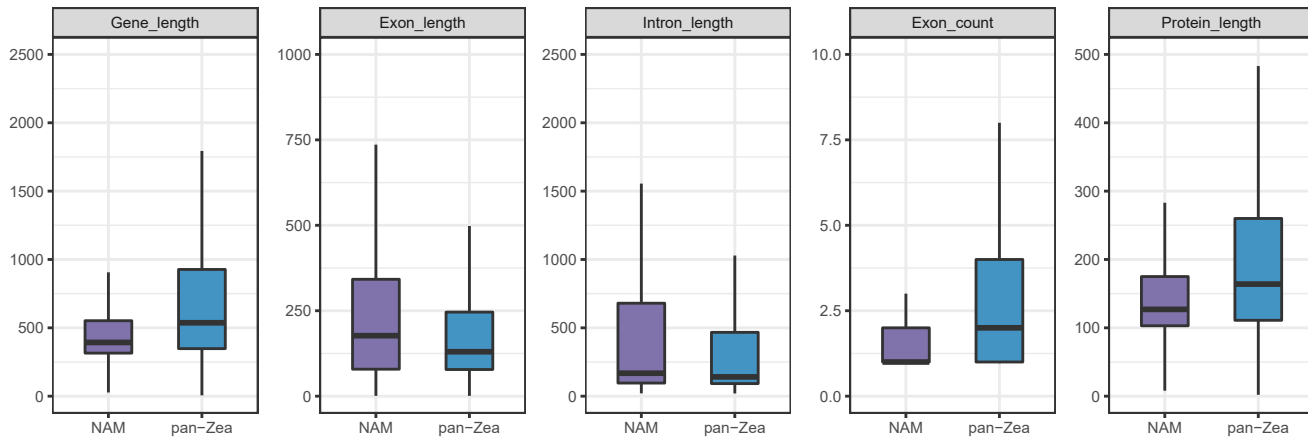 Gene_length
Exon_length
Intron_length
Exon_count
Protein_length
2500
2000
1500
1000
500
0
NAM
pan−Zea
1000
750
500
250
0
NAM
pan−Zea
2500
2000
1500
1000
500
0
NAM
pan−Zea
10.0
7.5
5.0
2.5
0.0
NAM
pan−Zea
500
400
300
200
100
0
NAM
pan−Zea